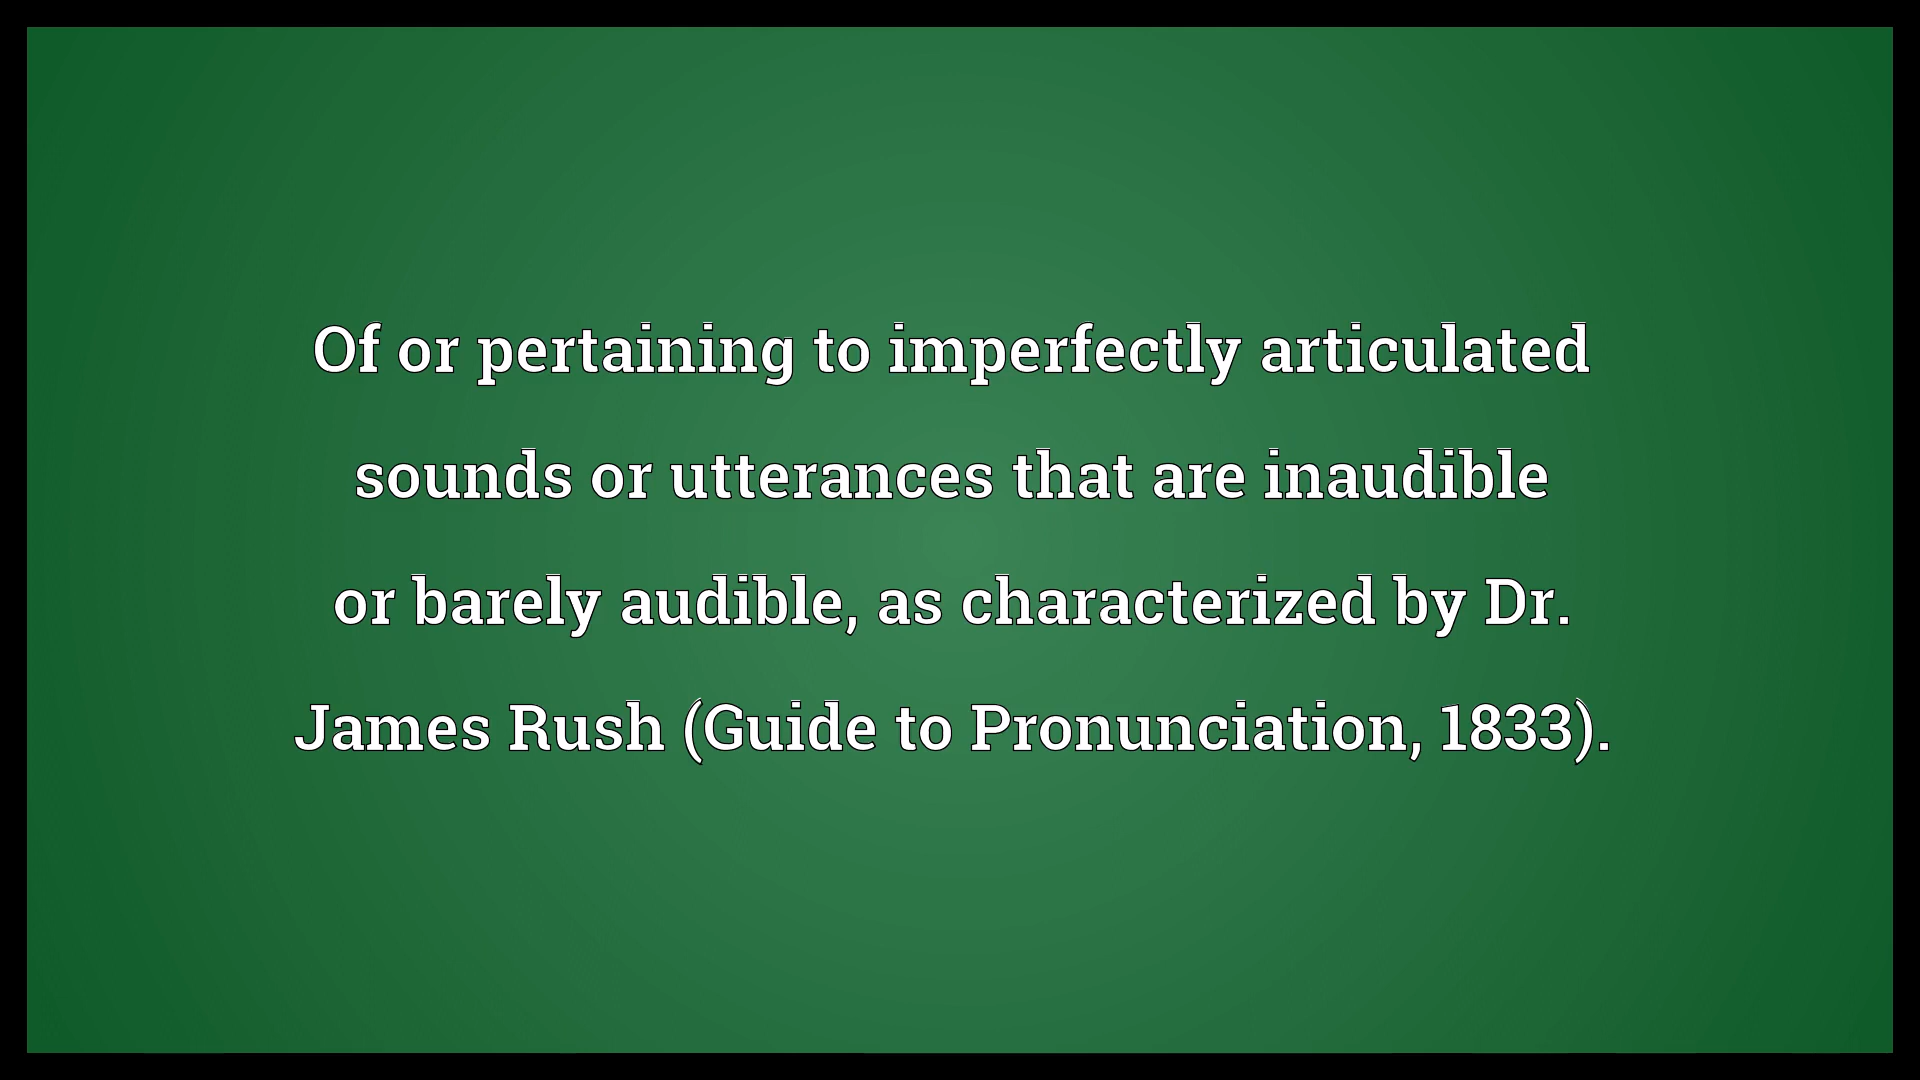 Of or pertaining to imperfectly articulated
sounds or utterances that are inaudible
or barely audible, as characterized by Dr.
James Rush (Guide to Pronunciation, 1833).